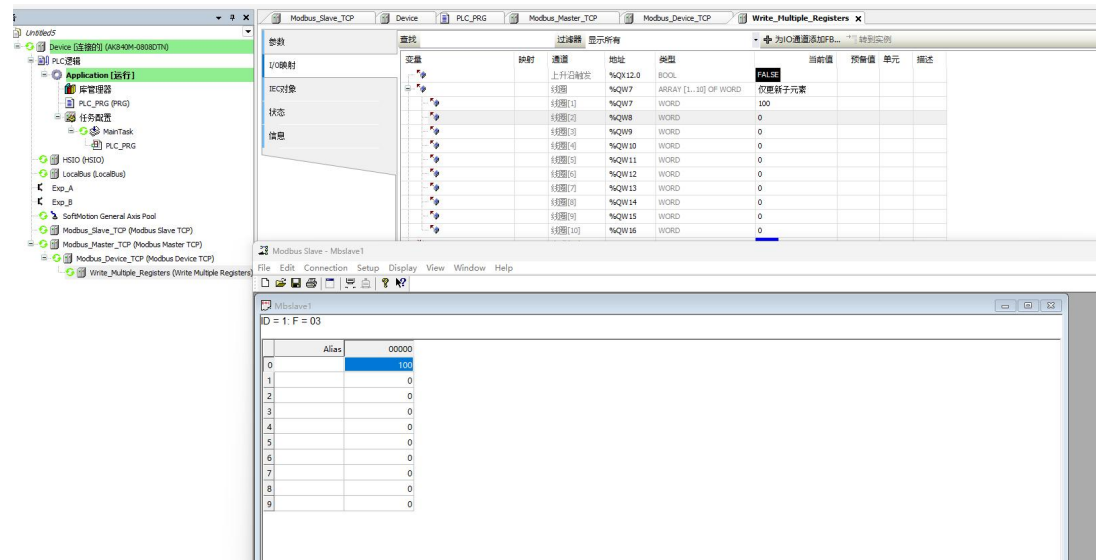 Modbus_Slave_TCP Device PLC_PRG Modbus_Master_TCP Modbus_Device_TCP Write_Multiple_Registers x
Untitled5
Device [连接的] (AK840M-0808DTN)
PLC逻辑
Application [运行]
库管理器
PLC_PRG (PRG)
任务配置
MainTask
PLC_PRG
HSIO (HSIO)
LocalBus (LocalBus)
Exp_A
Exp_B
SoftMotion General Axis Pool
Modbus_Slave_TCP (Modbus Slave TCP)
Modbus_Master_TCP (Modbus Master TCP)
Modbus_Device_TCP (Modbus Device TCP)
Write_Multiple_Registers (Write Multiple Registers)
参数
I/O映射
IEC对象
状态
信息
查找 过滤器 显示所有 为IO通道添加FB... 转到实例
变量 映射 通道 地址 类型 当前值 预备值 单元 描述
上升沿触发 %QX12.0 BOOL FALSE
线圈 %QW7 ARRAY [1..10] OF WORD 仅更新子元素
线圈[1] %QW7 WORD 100
线圈[2] %QW8 WORD 0
线圈[3] %QW9 WORD 0
线圈[4] %QW10 WORD 0
线圈[5] %QW11 WORD 0
线圈[6] %QW12 WORD 0
线圈[7] %QW13 WORD 0
线圈[8] %QW14 WORD 0
线圈[9] %QW15 WORD 0
线圈[10] %QW16 WORD 0
Modbus Slave - Mbslave1
File Edit Connection Setup Display View Window Help
Mbslave1
ID = 1: F = 03
Alias 00000
0 100
1 0
2 0
3 0
4 0
5 0
6 0
7 0
8 0
9 0